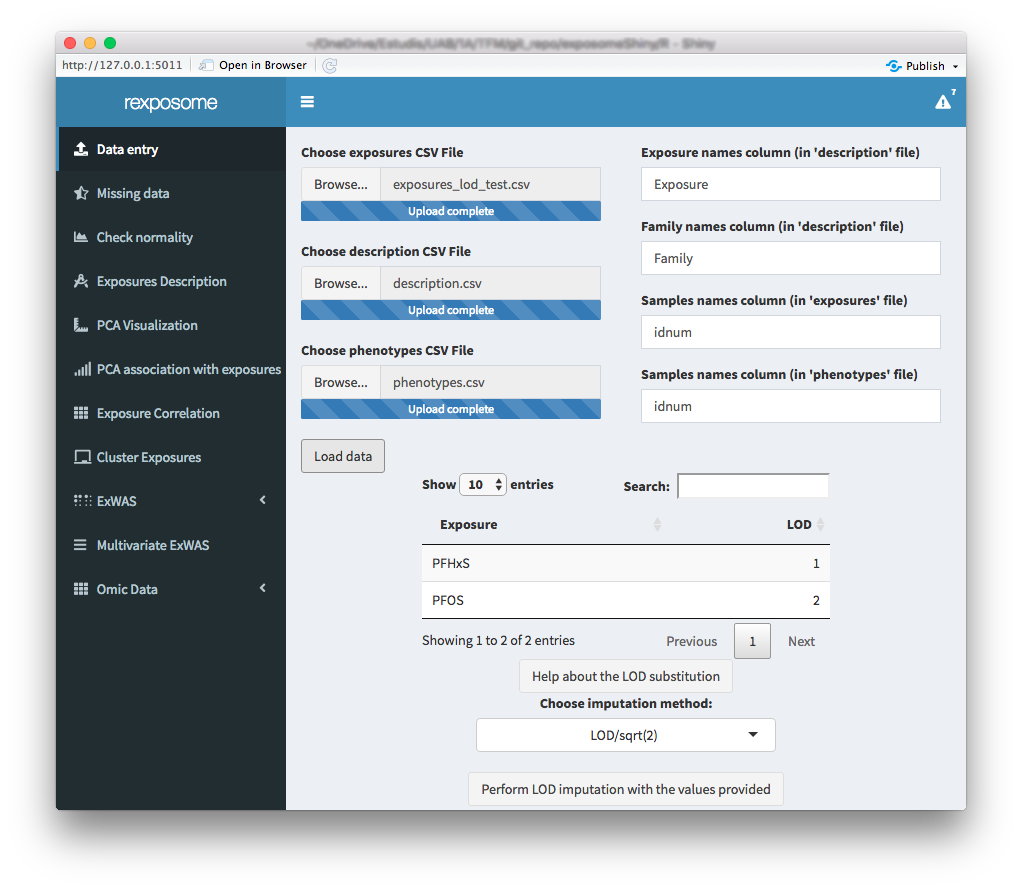 ~/OneDrive/Estudis/UAB/1A/TFM/git_repo/exposomeShiny/R - Shiny
http://127.0.0.1:5011
Open in Browser
Publish
rexposome
7
Data entry
Missing data
Check normality
Exposures Description
PCA Visualization
PCA association with exposures
Exposure Correlation
Cluster Exposures
ExWAS
Multivariate ExWAS
Omic Data
Choose exposures CSV File
Browse... exposures_lod_test.csv
Upload complete
Choose description CSV File
Browse... description.csv
Upload complete
Choose phenotypes CSV File
Browse... phenotypes.csv
Upload complete
Load data
Exposure names column (in 'description' file)
Exposure
Family names column (in 'description' file)
Family
Samples names column (in 'exposures' file)
idnum
Samples names column (in 'phenotypes' file)
idnum
Show 10 entries
Search:
Exposure LOD
PFHxS 1
PFOS 2
Showing 1 to 2 of 2 entries
Previous 1 Next
Help about the LOD substitution
Choose imputation method:
LOD/sqrt(2)
Perform LOD imputation with the values provided